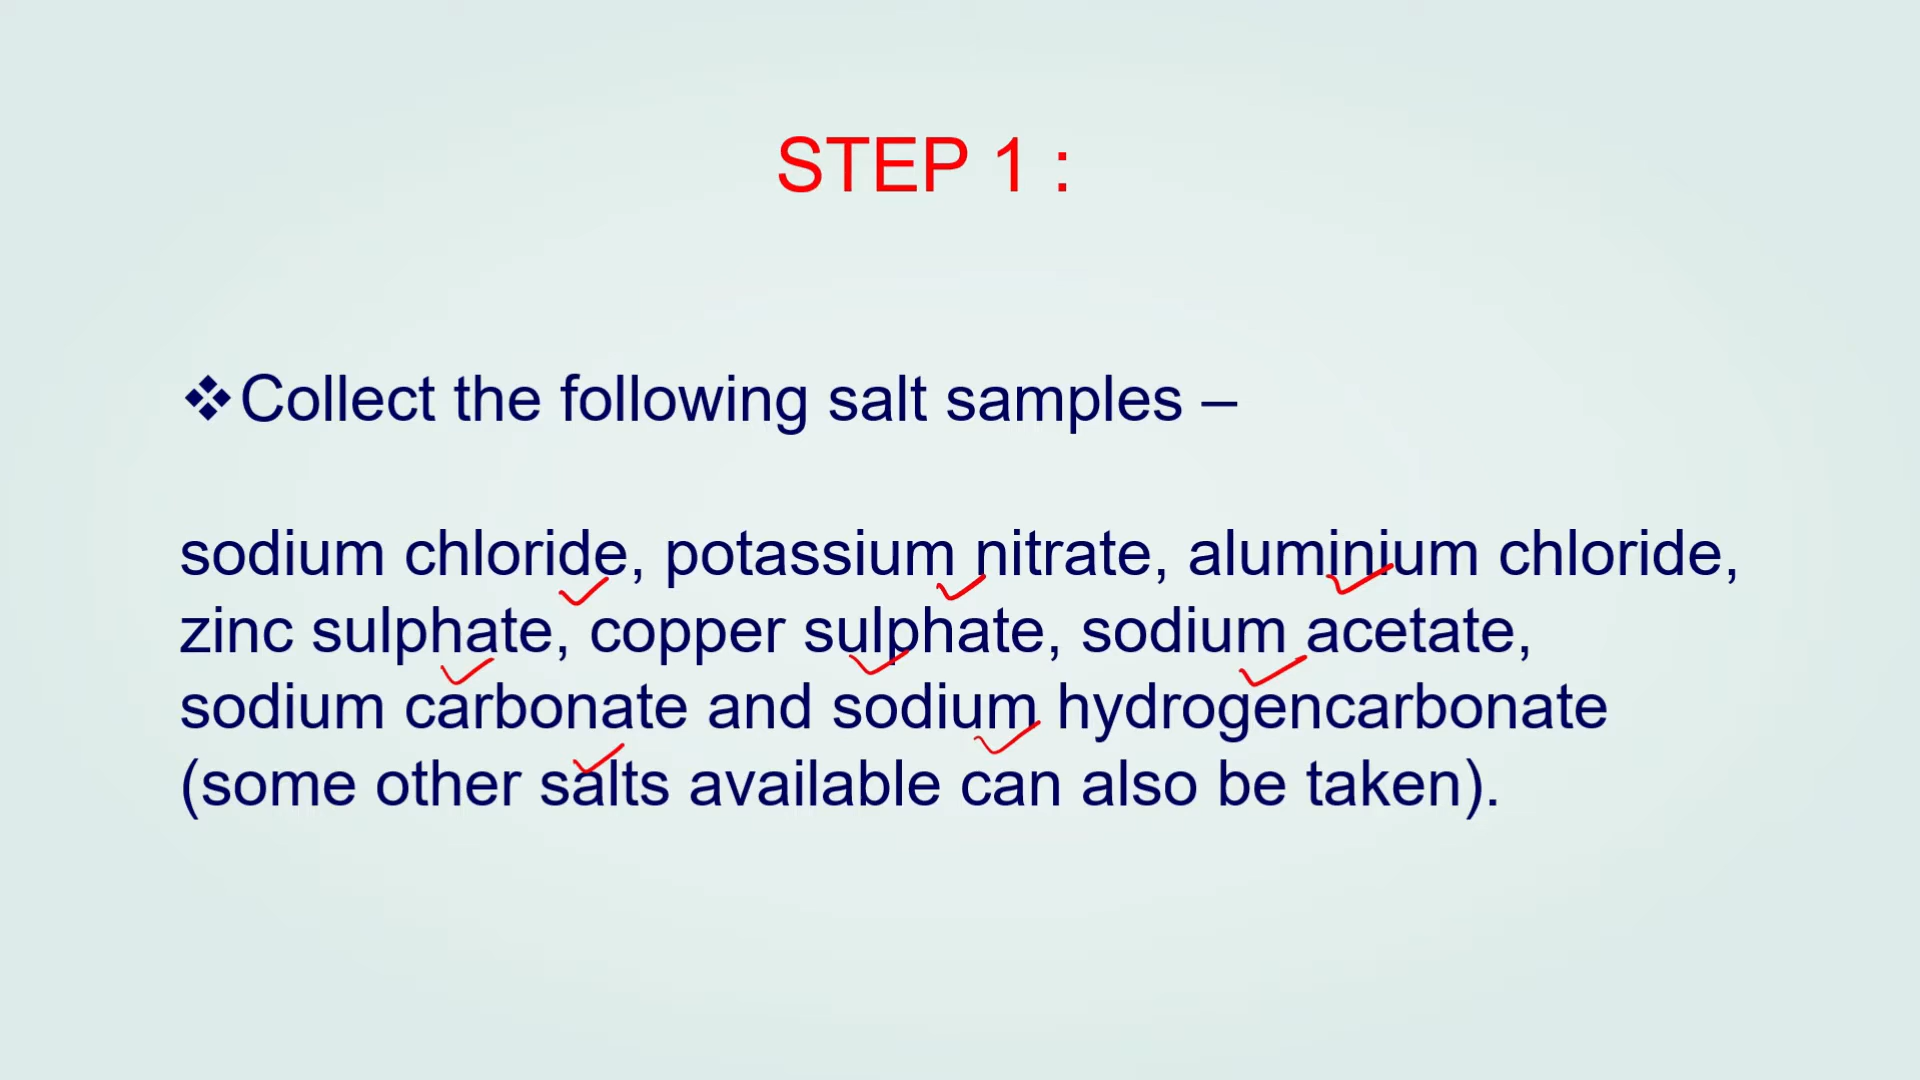 STEP 1 :
❖Collect the following salt samples –
sodium chloride, potassium nitrate, aluminium chloride,
zinc sulphate, copper sulphate, sodium acetate,
sodium carbonate and sodium hydrogencarbonate
(some other salts available can also be taken).